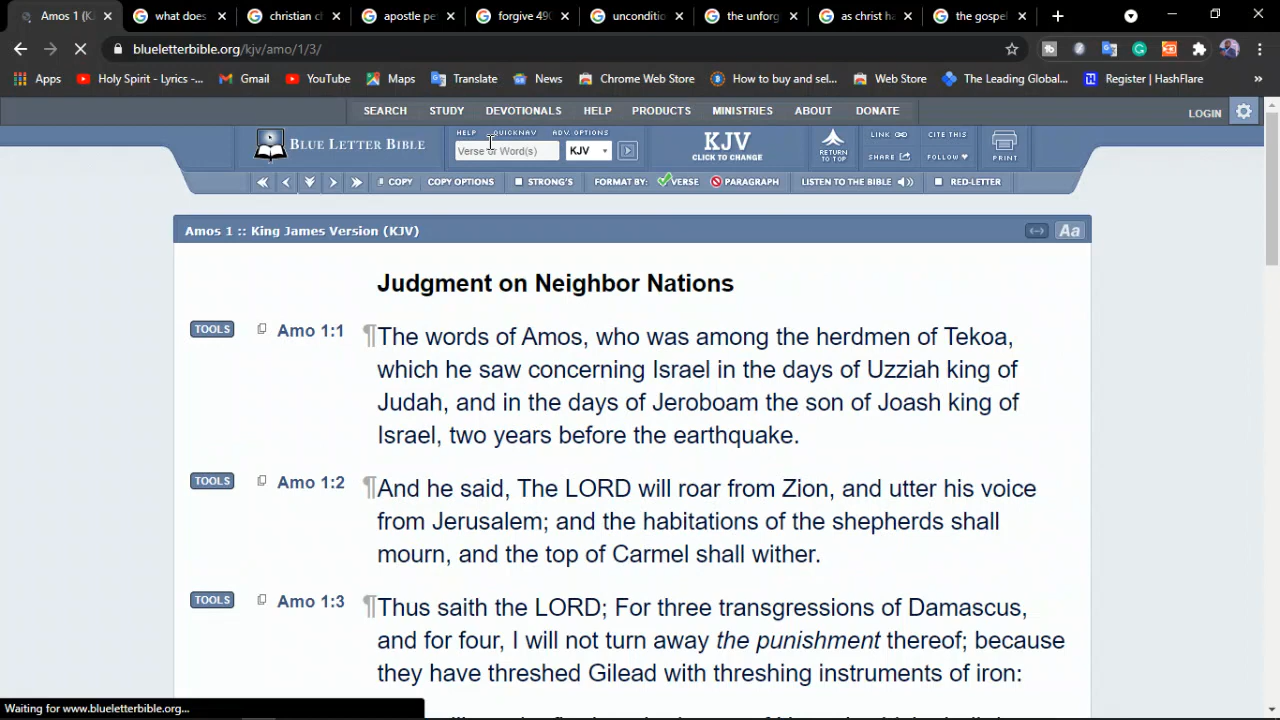 Amos 1 (K
what does
christian c
apostle pe
forgive 490
uncondition
the unforg
as christ ha
the gospel
blueletterbible.org/kjv/amo/1/3/
Apps
Holy Spirit - Lyrics -...
Gmail
YouTube
Maps
Translate
News
Chrome Web Store
How to buy and sel...
Web Store
The Leading Global...
Register | HashFlare
SEARCH
STUDY
DEVOTIONALS
HELP
PRODUCTS
MINISTRIES
ABOUT
DONATE
LOGIN
BLUE LETTER BIBLE
HELP
QUICKNAV
ADV. OPTIONS
Verse or Word(s)
KJV
KJV
CLICK TO CHANGE
RETURN
TO TOP
LINK
CITE THIS
SHARE
FOLLOW
PRINT
COPY
COPY OPTIONS
STRONG'S
FORMAT BY:
VERSE
PARAGRAPH
LISTEN TO THE BIBLE
RED-LETTER
Amos 1 :: King James Version (KJV)
Aa
Judgment on Neighbor Nations
TOOLS Amo 1:1 ¶The words of Amos, who was among the herdmen of Tekoa,
which he saw concerning Israel in the days of Uzziah king of
Judah, and in the days of Jeroboam the son of Joash king of
Israel, two years before the earthquake.
TOOLS Amo 1:2 ¶And he said, The LORD will roar from Zion, and utter his voice
from Jerusalem; and the habitations of the shepherds shall
mourn, and the top of Carmel shall wither.
TOOLS Amo 1:3 ¶Thus saith the LORD; For three transgressions of Damascus,
and for four, I will not turn away the punishment thereof; because
they have threshed Gilead with threshing instruments of iron:
Waiting for www.blueletterbible.org...